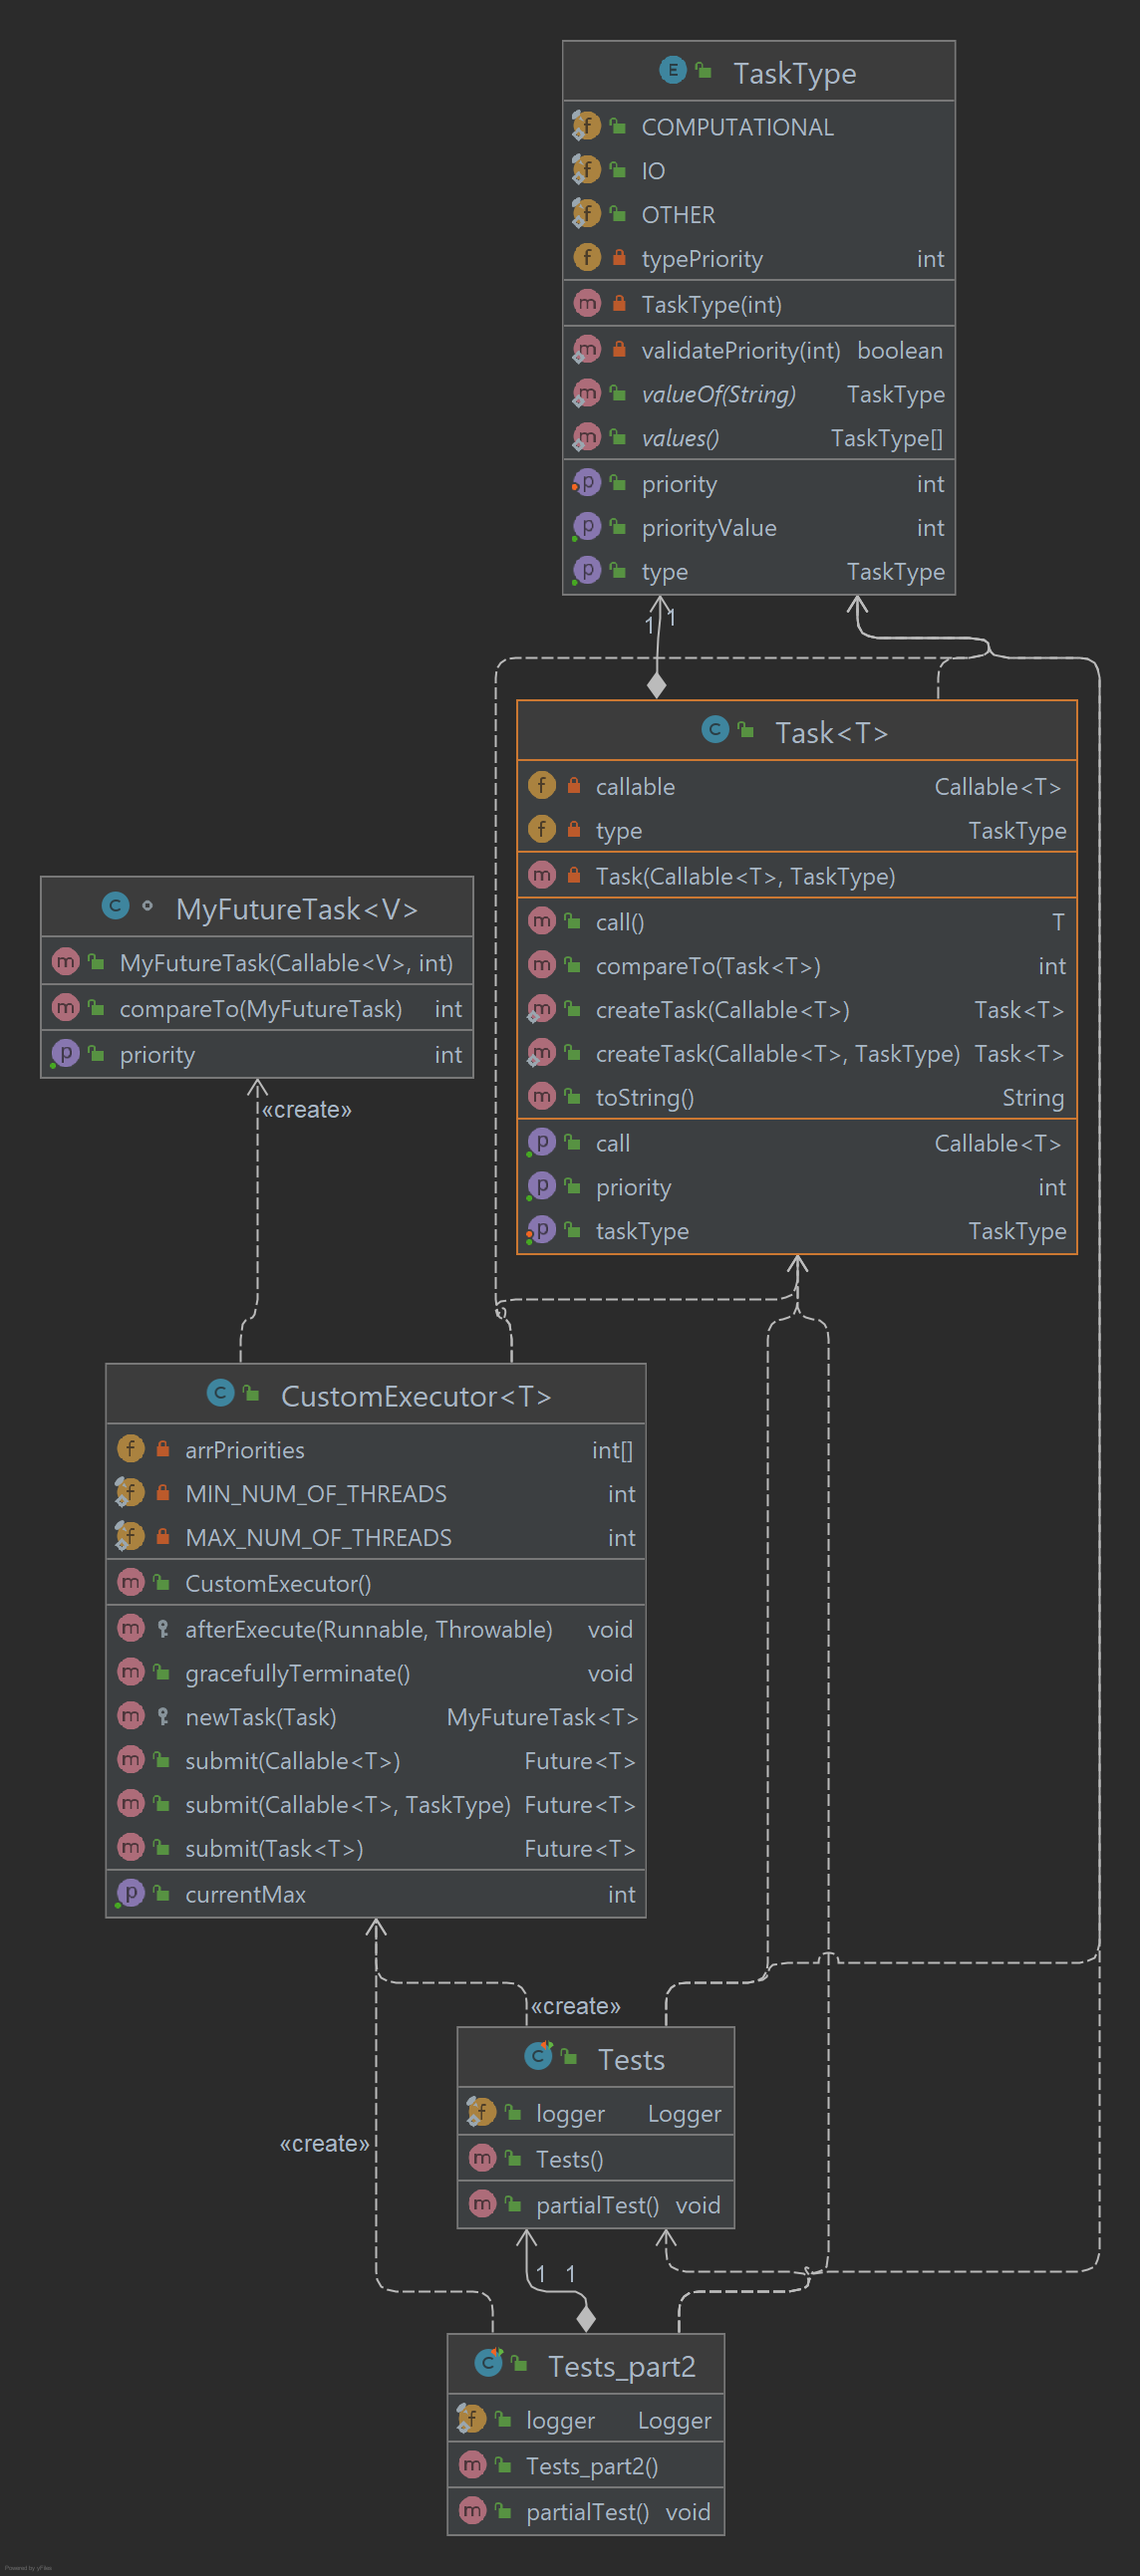 E TaskType
f COMPUTATIONAL
f IO
f OTHER
f typePriority int
m TaskType(int)
m validatePriority(int) boolean
m valueOf(String) TaskType
m values() TaskType[]
p priority int
p priorityValue int
p type TaskType
1 1
C Task<T>
f callable Callable<T>
f type TaskType
m Task(Callable<T>, TaskType)
m call() T
m compareTo(Task<T>) int
m createTask(Callable<T>) Task<T>
m createTask(Callable<T>, TaskType) Task<T>
m toString() String
p call Callable<T>
p priority int
p taskType TaskType
C MyFutureTask<V>
m MyFutureTask(Callable<V>, int)
m compareTo(MyFutureTask) int
p priority int
«create»
C CustomExecutor<T>
f arrPriorities int[]
f MIN_NUM_OF_THREADS int
f MAX_NUM_OF_THREADS int
m CustomExecutor()
m afterExecute(Runnable, Throwable) void
m gracefullyTerminate() void
m newTask(Task) MyFutureTask<T>
m submit(Callable<T>) Future<T>
m submit(Callable<T>, TaskType) Future<T>
m submit(Task<T>) Future<T>
p currentMax int
«create»
C Tests
f logger Logger
m Tests()
m partialTest() void
«create»
1 1
C Tests_part2
f logger Logger
m Tests_part2()
m partialTest() void
Powered by yFiles